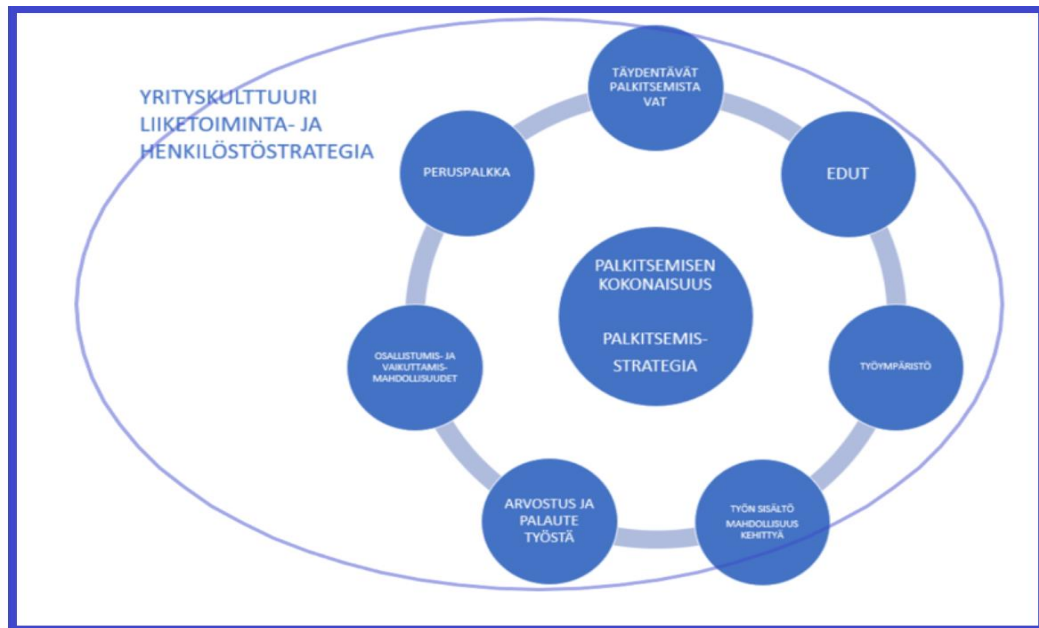 YRITYSKULTTUURI
LIIKETOIMINTA- JA
HENKILÖSTÖSTRATEGIA
TÄYDENTÄVÄT
PALKITSEMISTA
VAT
PERUSPALKKA
EDUT
PALKITSEMISEN
KOKONAISUUS
PALKITSEMIS-
STRATEGIA
OSALLISTUMIS- JA
VAIKUTTAMIS-
MAHDOLLISUUDET
TYÖYMPÄRISTÖ
ARVOSTUS JA
PALAUTE
TYÖSTÄ
TYÖN SISÄLTÖ
MAHDOLLISUUS
KEHITTYÄ